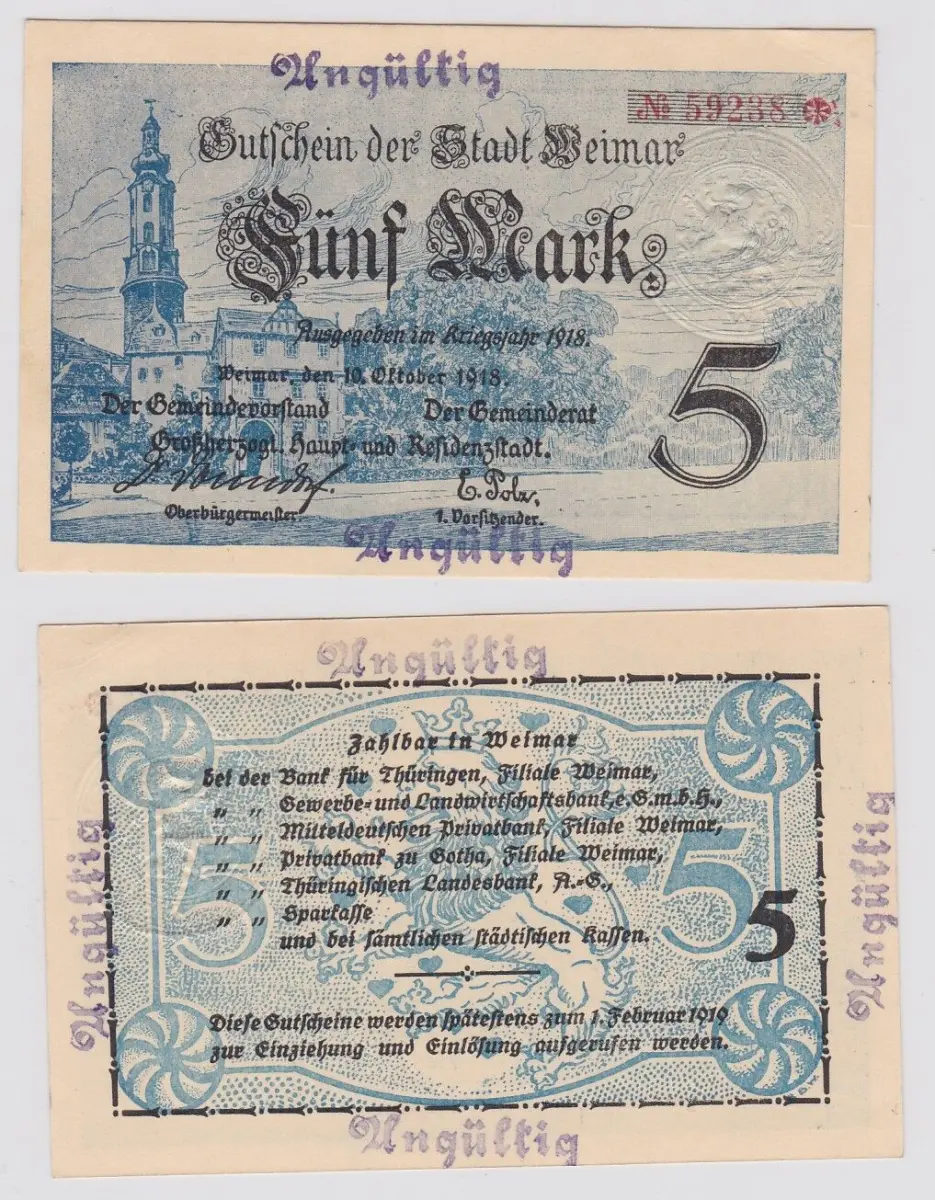 Ungültig
№ 59238
Gutschein der Stadt Weimar
Fünf Mark.
Ausgegeben im Kriegsjahr 1918.
Weimar, den 10. Oktober 1918.
Der Gemeindevorstand Der Gemeinderat
Großherzogl. Haupt- und Residenzstadt.
5
Oberbürgermeister. 1. Vorsitzender.
Ungültig
Ungültig
Zahlbar in Weimar
bei der Bank für Thüringen, Filiale Weimar,
„ „ Gewerbe- und Landwirtschaftsbank, e.G.m.b.H.,
„ „ Mitteldeutschen Privatbank, Filiale Weimar,
„ „ Privatbank zu Gotha, Filiale Weimar,
„ „ Thüringischen Landesbank, A.-G.,
„ „ Sparkasse
und bei sämtlichen städtischen Kassen.
5 5
5
Diese Gutscheine werden spätestens zum 1. Februar 1919
zur Einziehung und Einlösung aufgerufen werden.
Ungültig
Ungültig
Ungültig